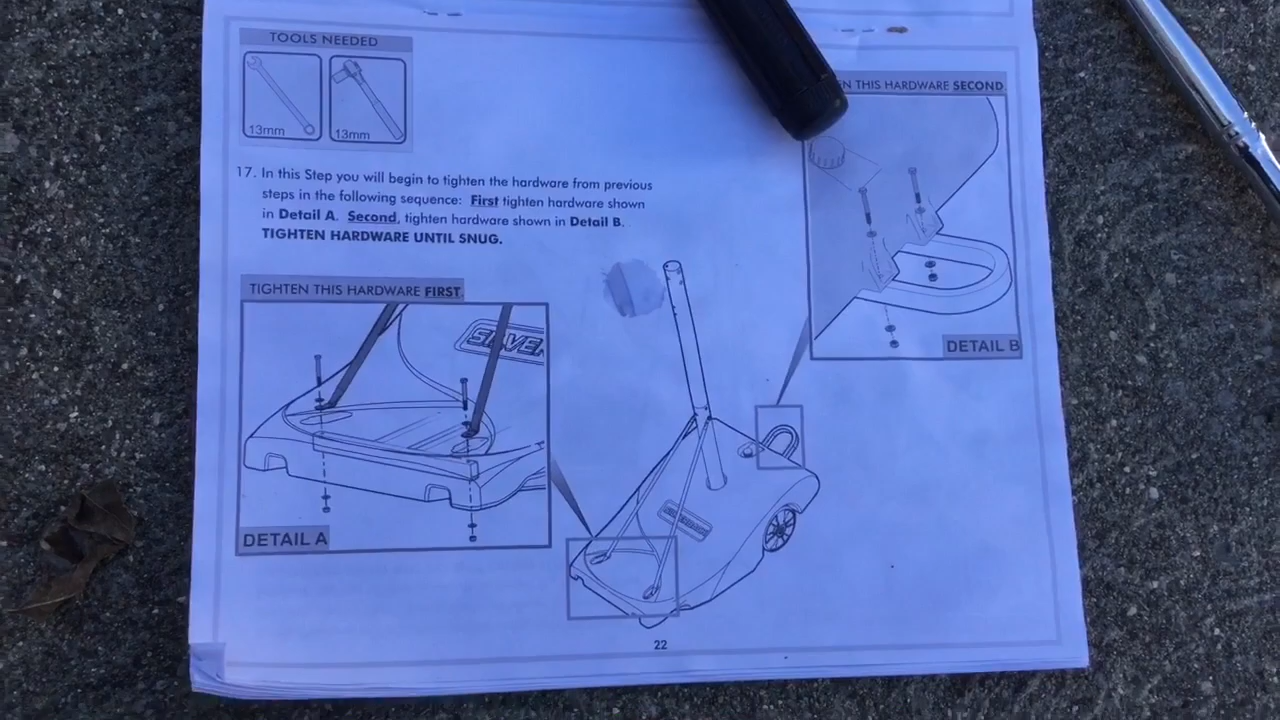 TOOLS NEEDED
13mm
13mm
17. In this Step you will begin to tighten the hardware from previous
steps in the following sequence: First tighten hardware shown
in Detail A. Second, tighten hardware shown in Detail B.
TIGHTEN HARDWARE UNTIL SNUG.
TIGHTEN THIS HARDWARE FIRST
DETAIL A
THIS HARDWARE SECOND
DETAIL B
22